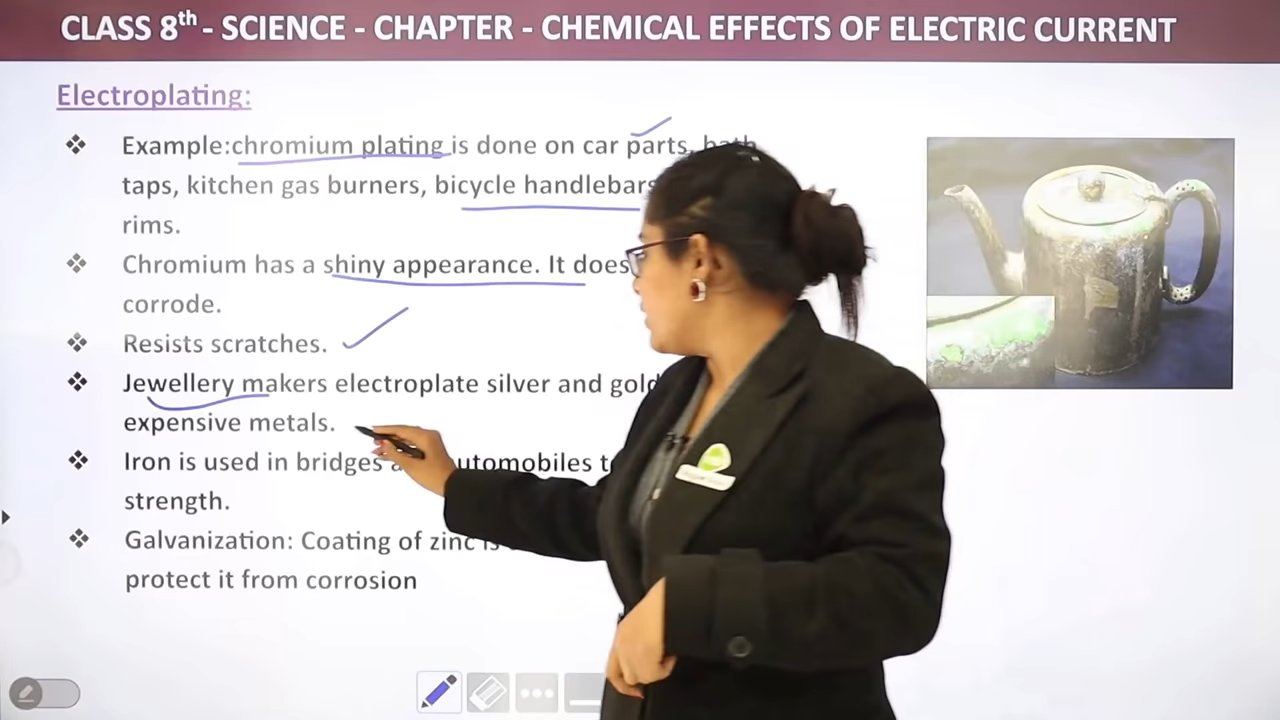 CLASS 8th - SCIENCE - CHAPTER - CHEMICAL EFFECTS OF ELECTRIC CURRENT
Electroplating:
Example:chromium plating is done on car parts, bath
taps, kitchen gas burners, bicycle handlebars
rims.
Chromium has a shiny appearance. It does
corrode.
Resists scratches.
Jewellery makers electroplate silver and gold
expensive metals.
Iron is used in bridges automobiles
strength.
Galvanization: Coating of zinc is
protect it from corrosion